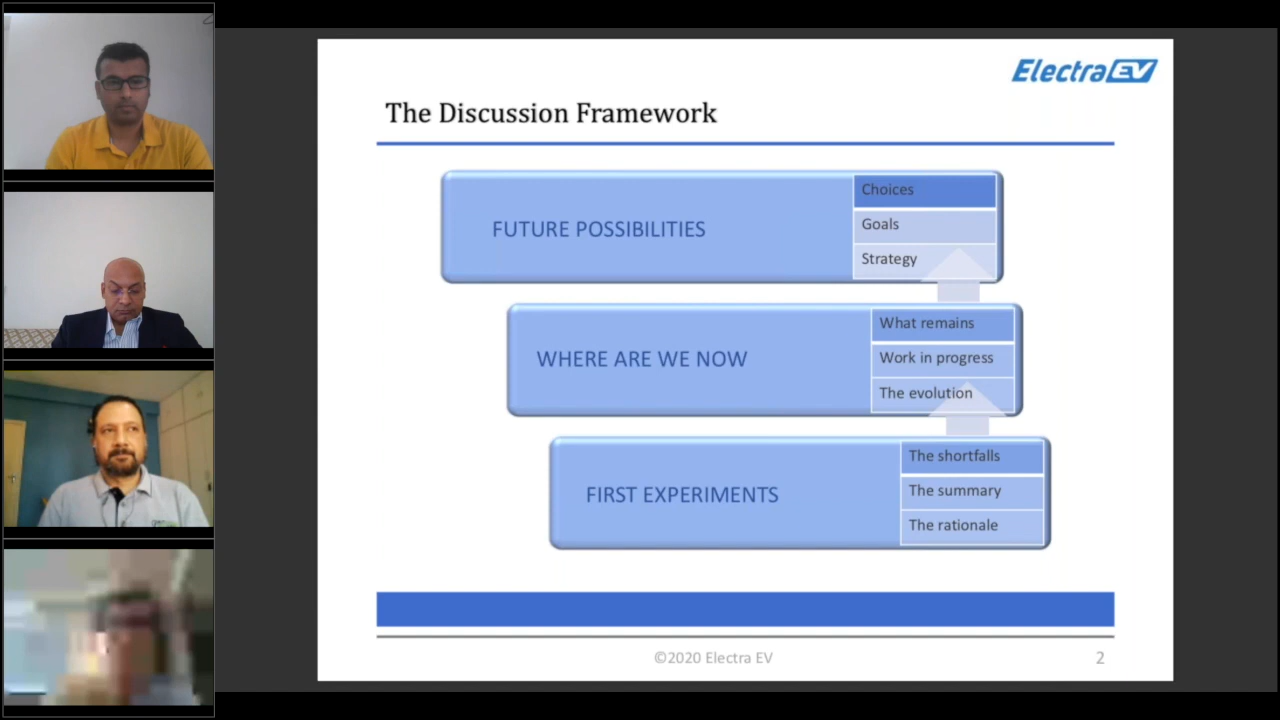 ElectraEV
The Discussion Framework
FUTURE POSSIBILITIES
Choices
Goals
Strategy
WHERE ARE WE NOW
What remains
Work in progress
The evolution
FIRST EXPERIMENTS
The shortfalls
The summary
The rationale
©2020 Electra EV
2